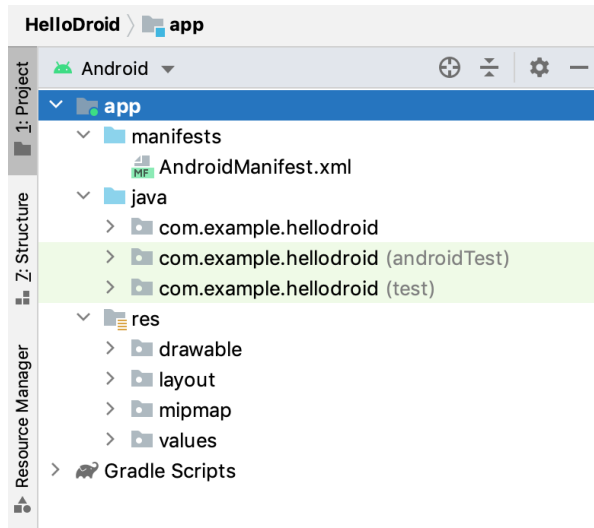 HelloDroid app
Android
1: Project
app
manifests
MF AndroidManifest.xml
java
com.example.hellodroid
com.example.hellodroid (androidTest)
com.example.hellodroid (test)
res
drawable
layout
mipmap
values
Gradle Scripts
Z: Structure
Resource Manager